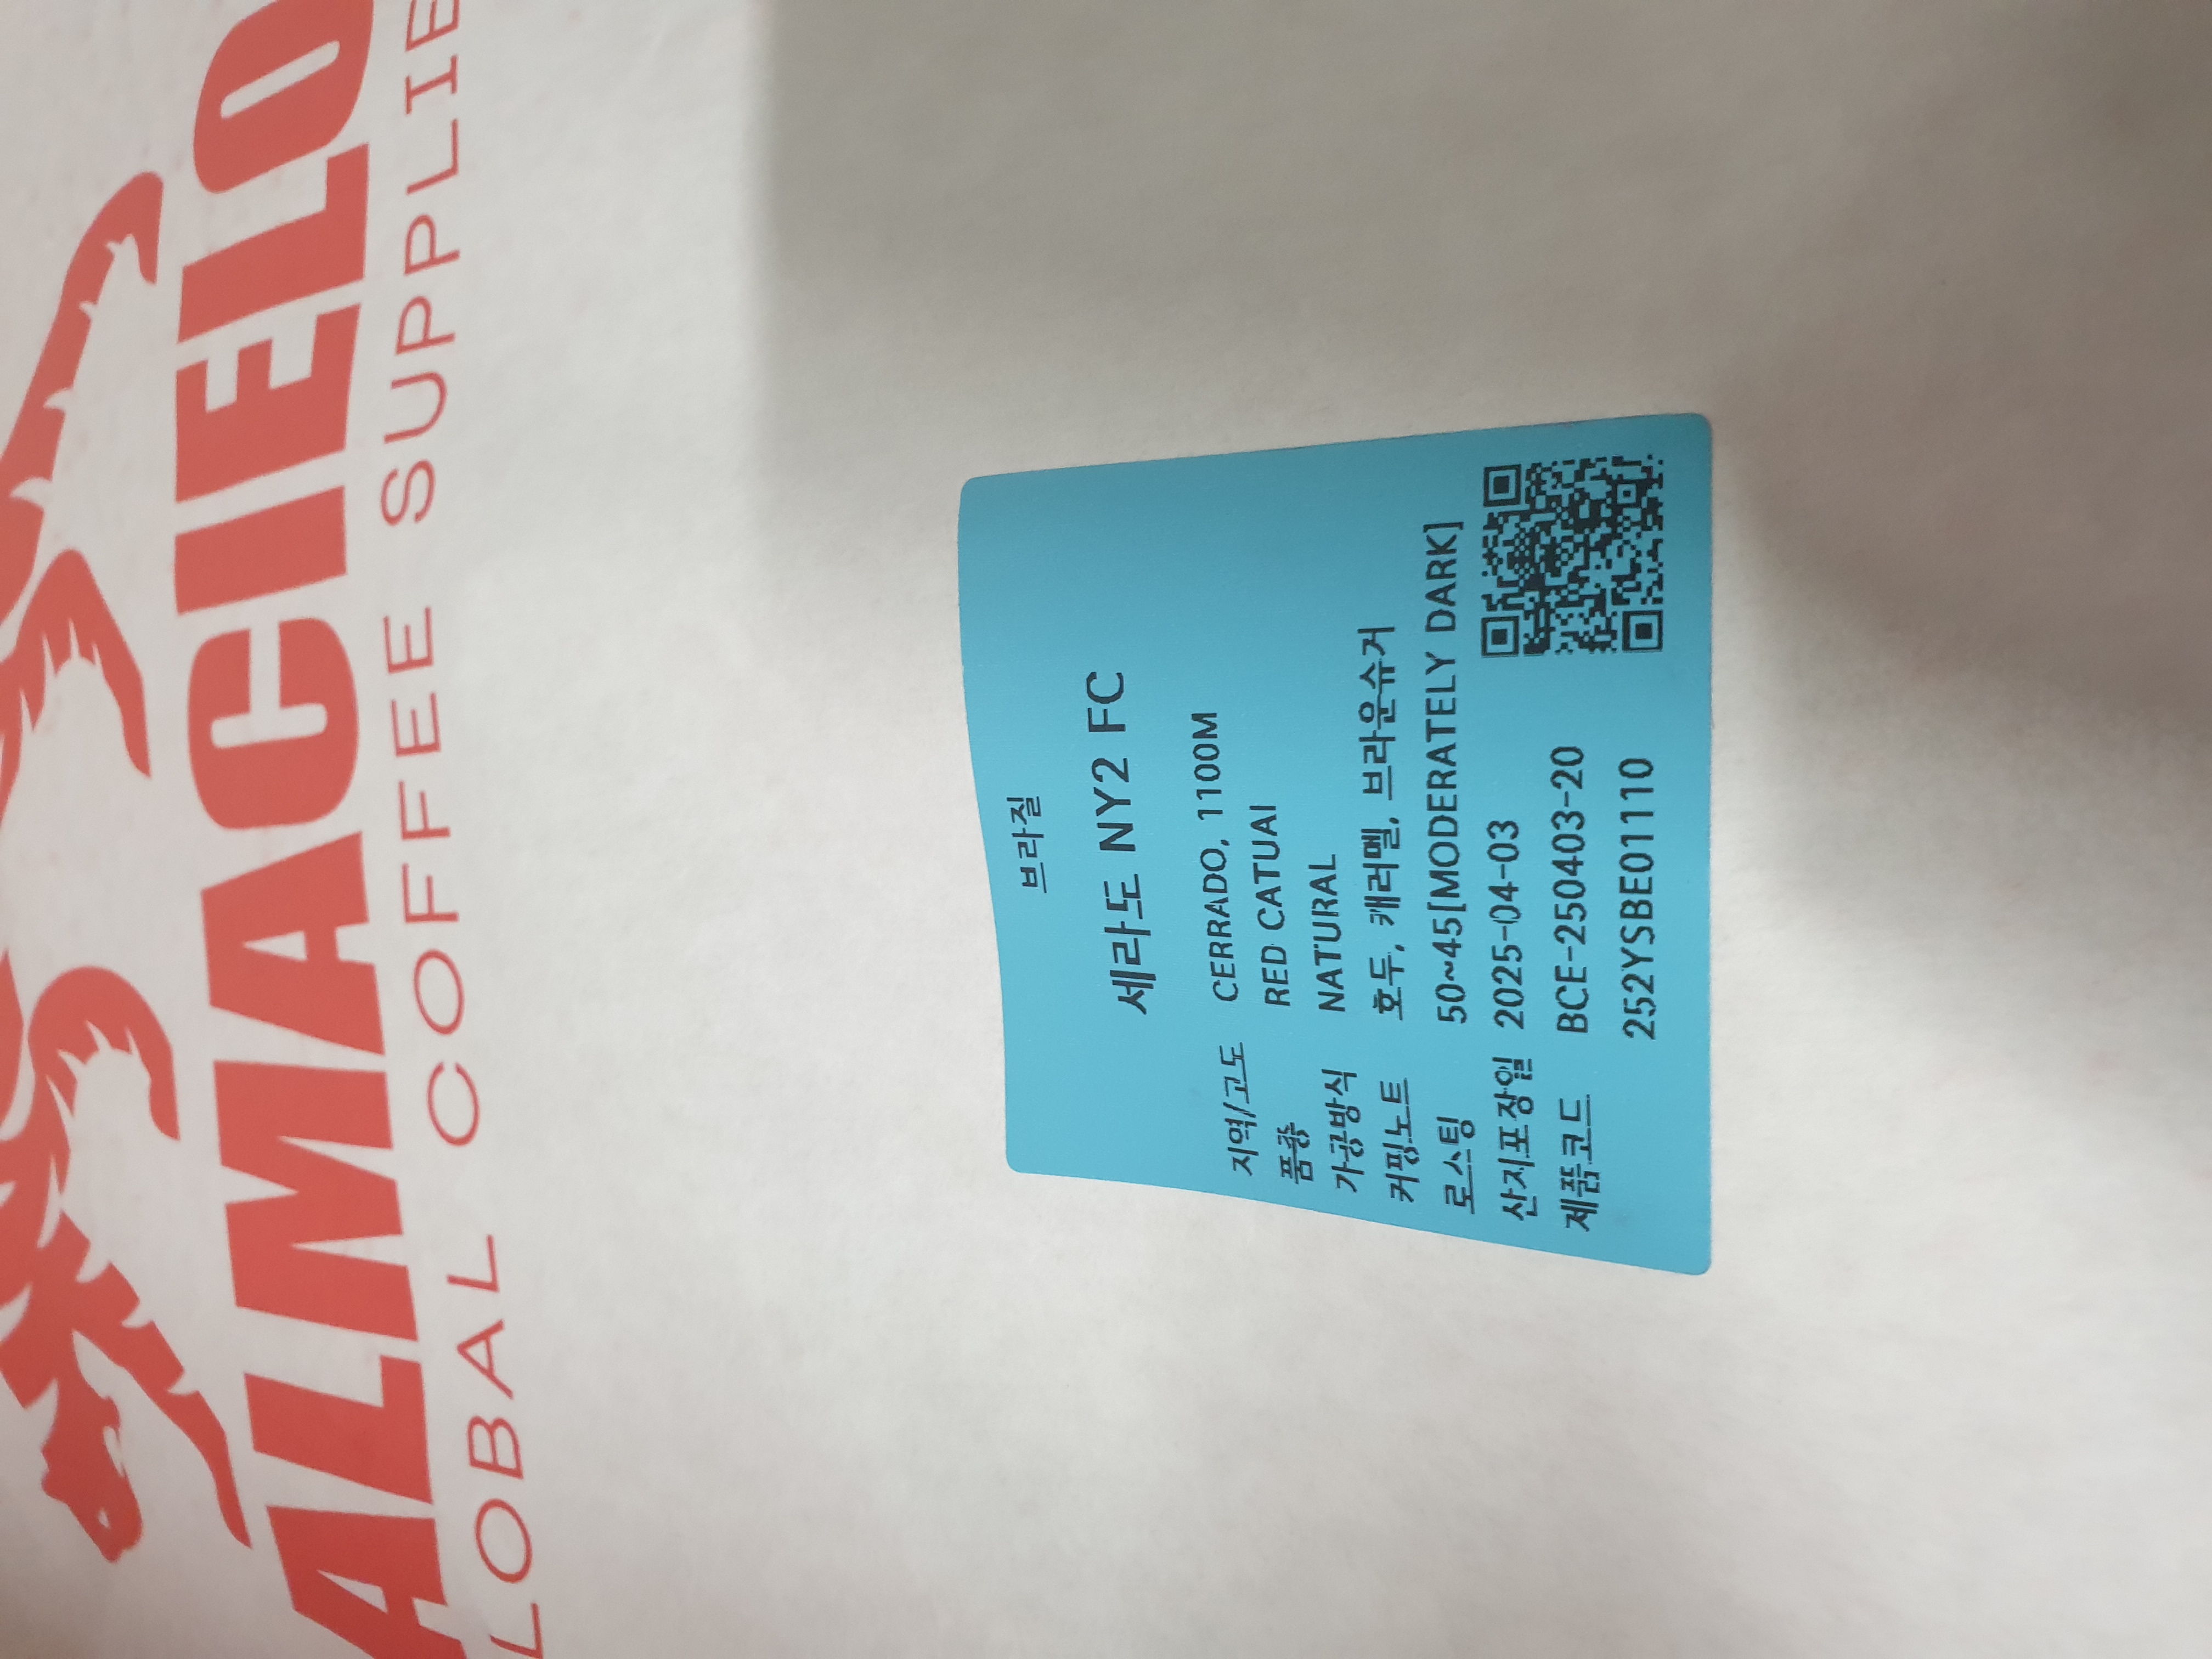 ALMACIELO
LOBAL COFFEE SUPPLIE
브라질
세라도 NY2 FC
지역/고도 CERRADO, 1100M
품종 RED CATUAI
가공방식 NATURAL
커핑노트 호두, 캐러멜, 브라운슈거
로스팅 50~45[MODERATELY DARK]
산지포장일 2025-04-03
제품코드 BCE-250403-20
252YSBE01110